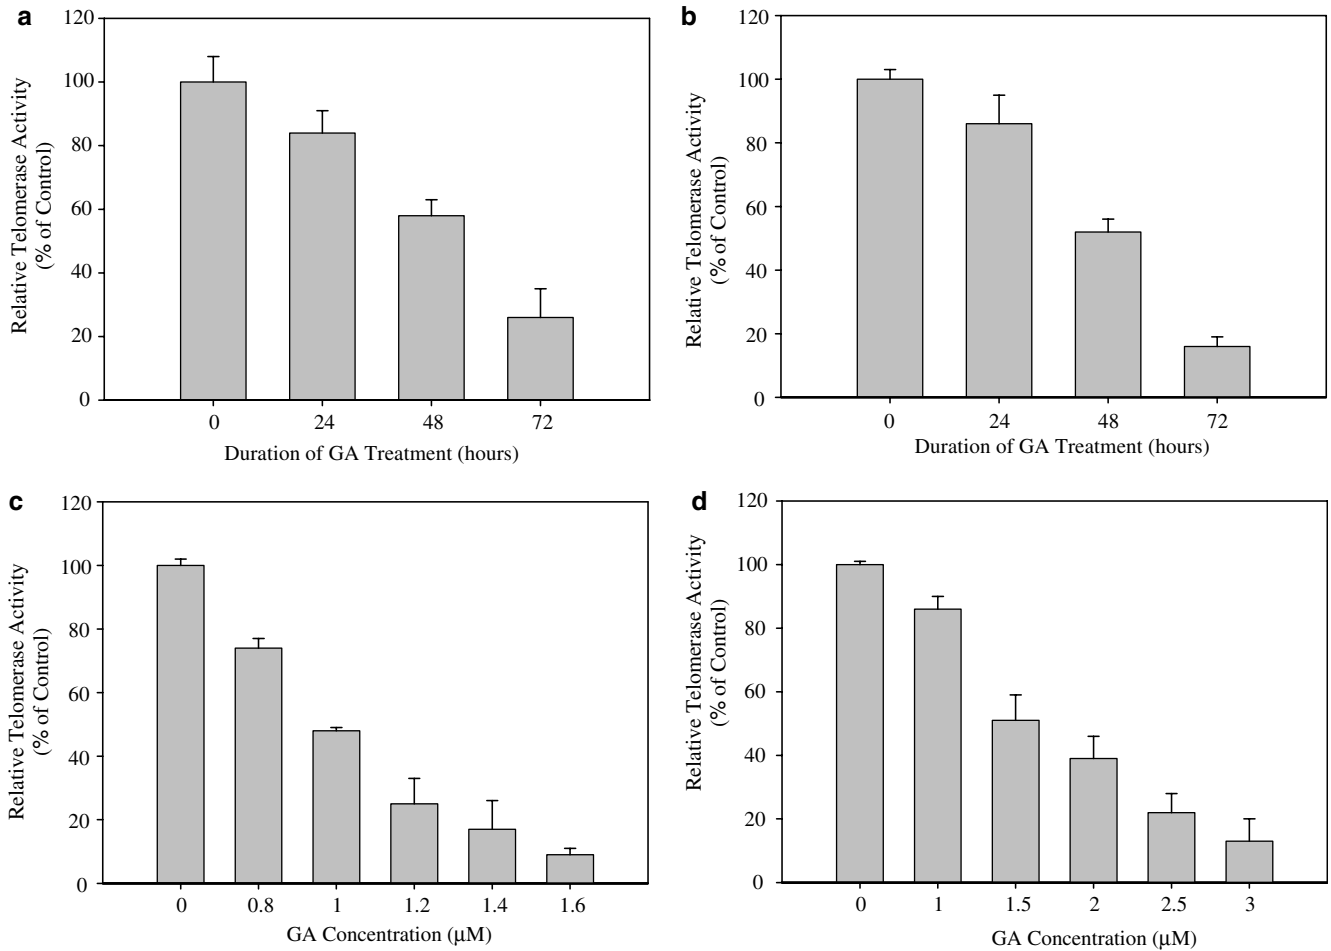 a
Relative Telomerase Activity
(% of Control)
120
100
80
60
40
20
0
0 24 48 72
Duration of GA Treatment (hours)
b
Relative Telomerase Activity
(% of Control)
120
100
80
60
40
20
0
0 24 48 72
Duration of GA Treatment (hours)
c
Relative Telomerase Activity
(% of Control)
120
100
80
60
40
20
0
0 0.8 1 1.2 1.4 1.6
GA Concentration (μM)
d
Relative Telomerase Activity
(% of Control)
120
100
80
60
40
20
0
0 1 1.5 2 2.5 3
GA Concentration (μM)